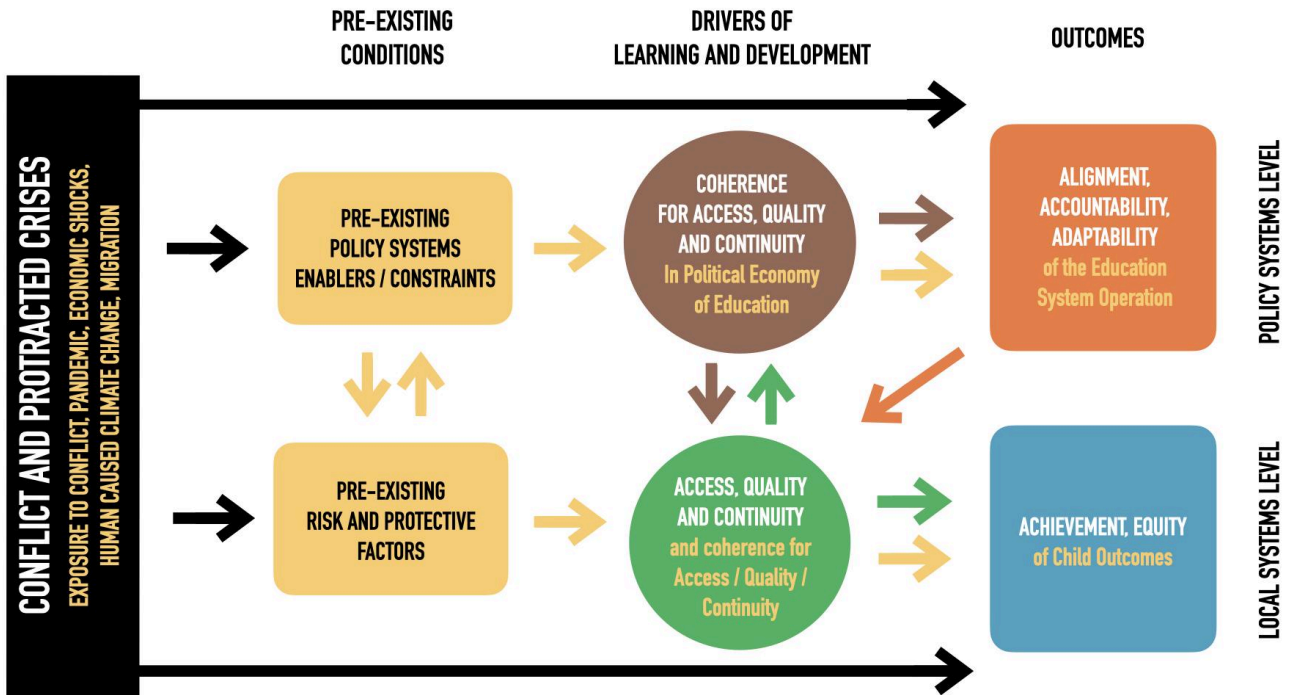 PRE-EXISTING
CONDITIONS
DRIVERS OF
LEARNING AND DEVELOPMENT
OUTCOMES
CONFLICT AND PROTRACTED CRISES
EXPOSURE TO CONFLICT, PANDEMIC, ECONOMIC SHOCKS,
HUMAN CAUSED CLIMATE CHANGE, MIGRATION
PRE-EXISTING
POLICY SYSTEMS
ENABLERS / CONSTRAINTS
COHERENCE
FOR ACCESS, QUALITY
AND CONTINUITY
In Political Economy
of Education
ALIGNMENT,
ACCOUNTABILITY,
ADAPTABILITY
of the Education
System Operation
POLICY SYSTEMS LEVEL
PRE-EXISTING
RISK AND PROTECTIVE
FACTORS
ACCESS, QUALITY
AND CONTINUITY
and coherence for
Access / Quality /
Continuity
ACHIEVEMENT, EQUITY
of Child Outcomes
LOCAL SYSTEMS LEVEL